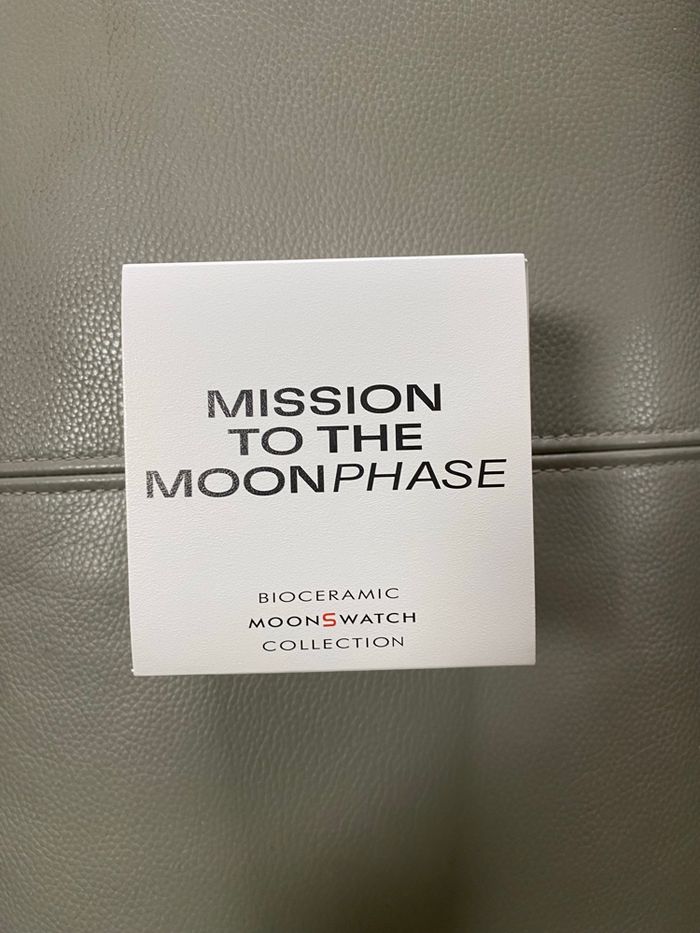 MISSION
TO THE
MOONPHASE
BIOCERAMIC
MOONSWATCH
COLLECTION